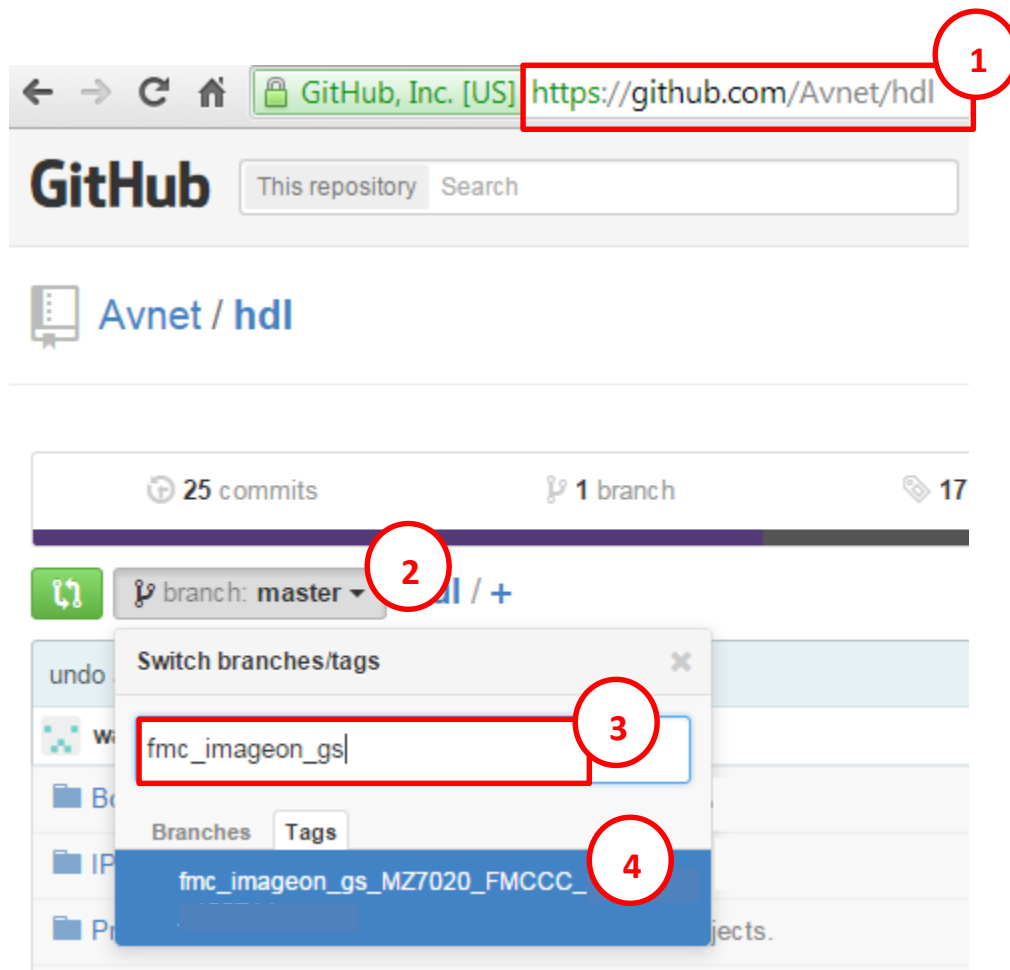 1
GitHub, Inc. [US] https://github.com/Avnet/hdl
GitHub This repository Search
Avnet / hdl
25 commits 1 branch 17
2
branch: master / +
undo Switch branches/tags
3
fmc_imageon_gs
Branches Tags
4
fmc_imageon_gs_MZ7020_FMCCC_
IP
jects.